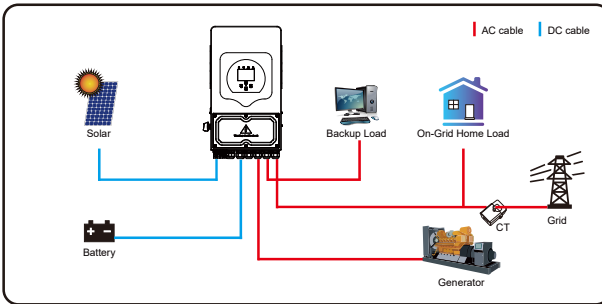 AC cable
DC cable
Solar
Backup Load
On-Grid Home Load
Battery
CT
Grid
Generator